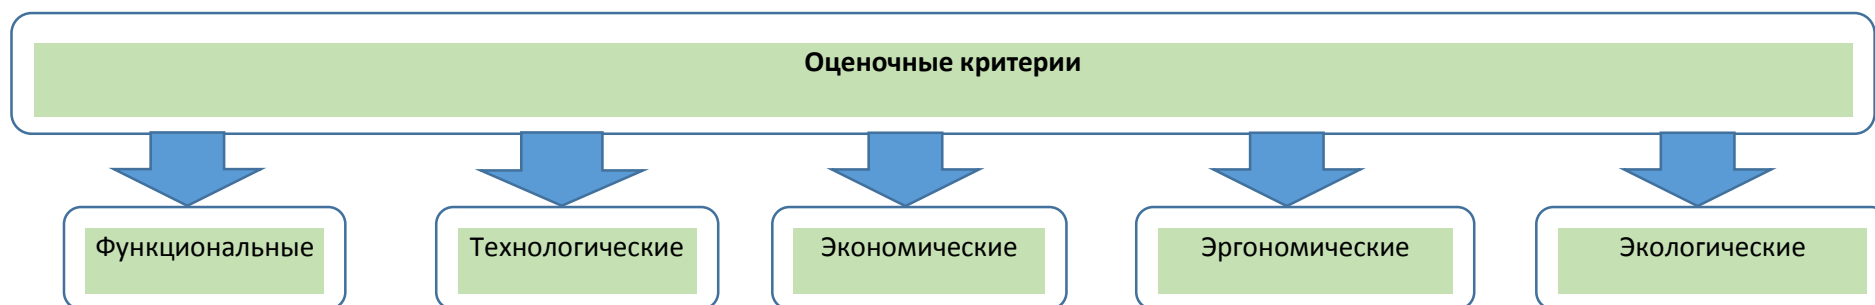 Оценочные критерии
Функциональные
Технологические
Экономические
Эргономические
Экологические